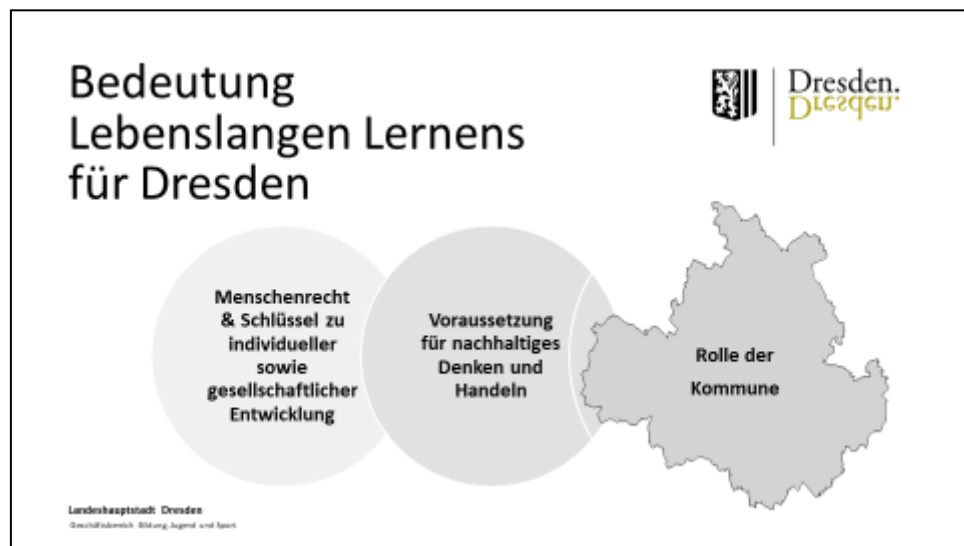 Bedeutung
Lebenslangen Lernens
für Dresden
Dresden.
Dresden.
Menschenrecht
& Schlüssel zu
individueller
sowie
gesellschaftlicher
Entwicklung
Voraussetzung
für nachhaltiges
Denken und
Handeln
Rolle der
Kommune
Landeshauptstadt Dresden
Geschäftsbereich Bildung, Jugend und Sport